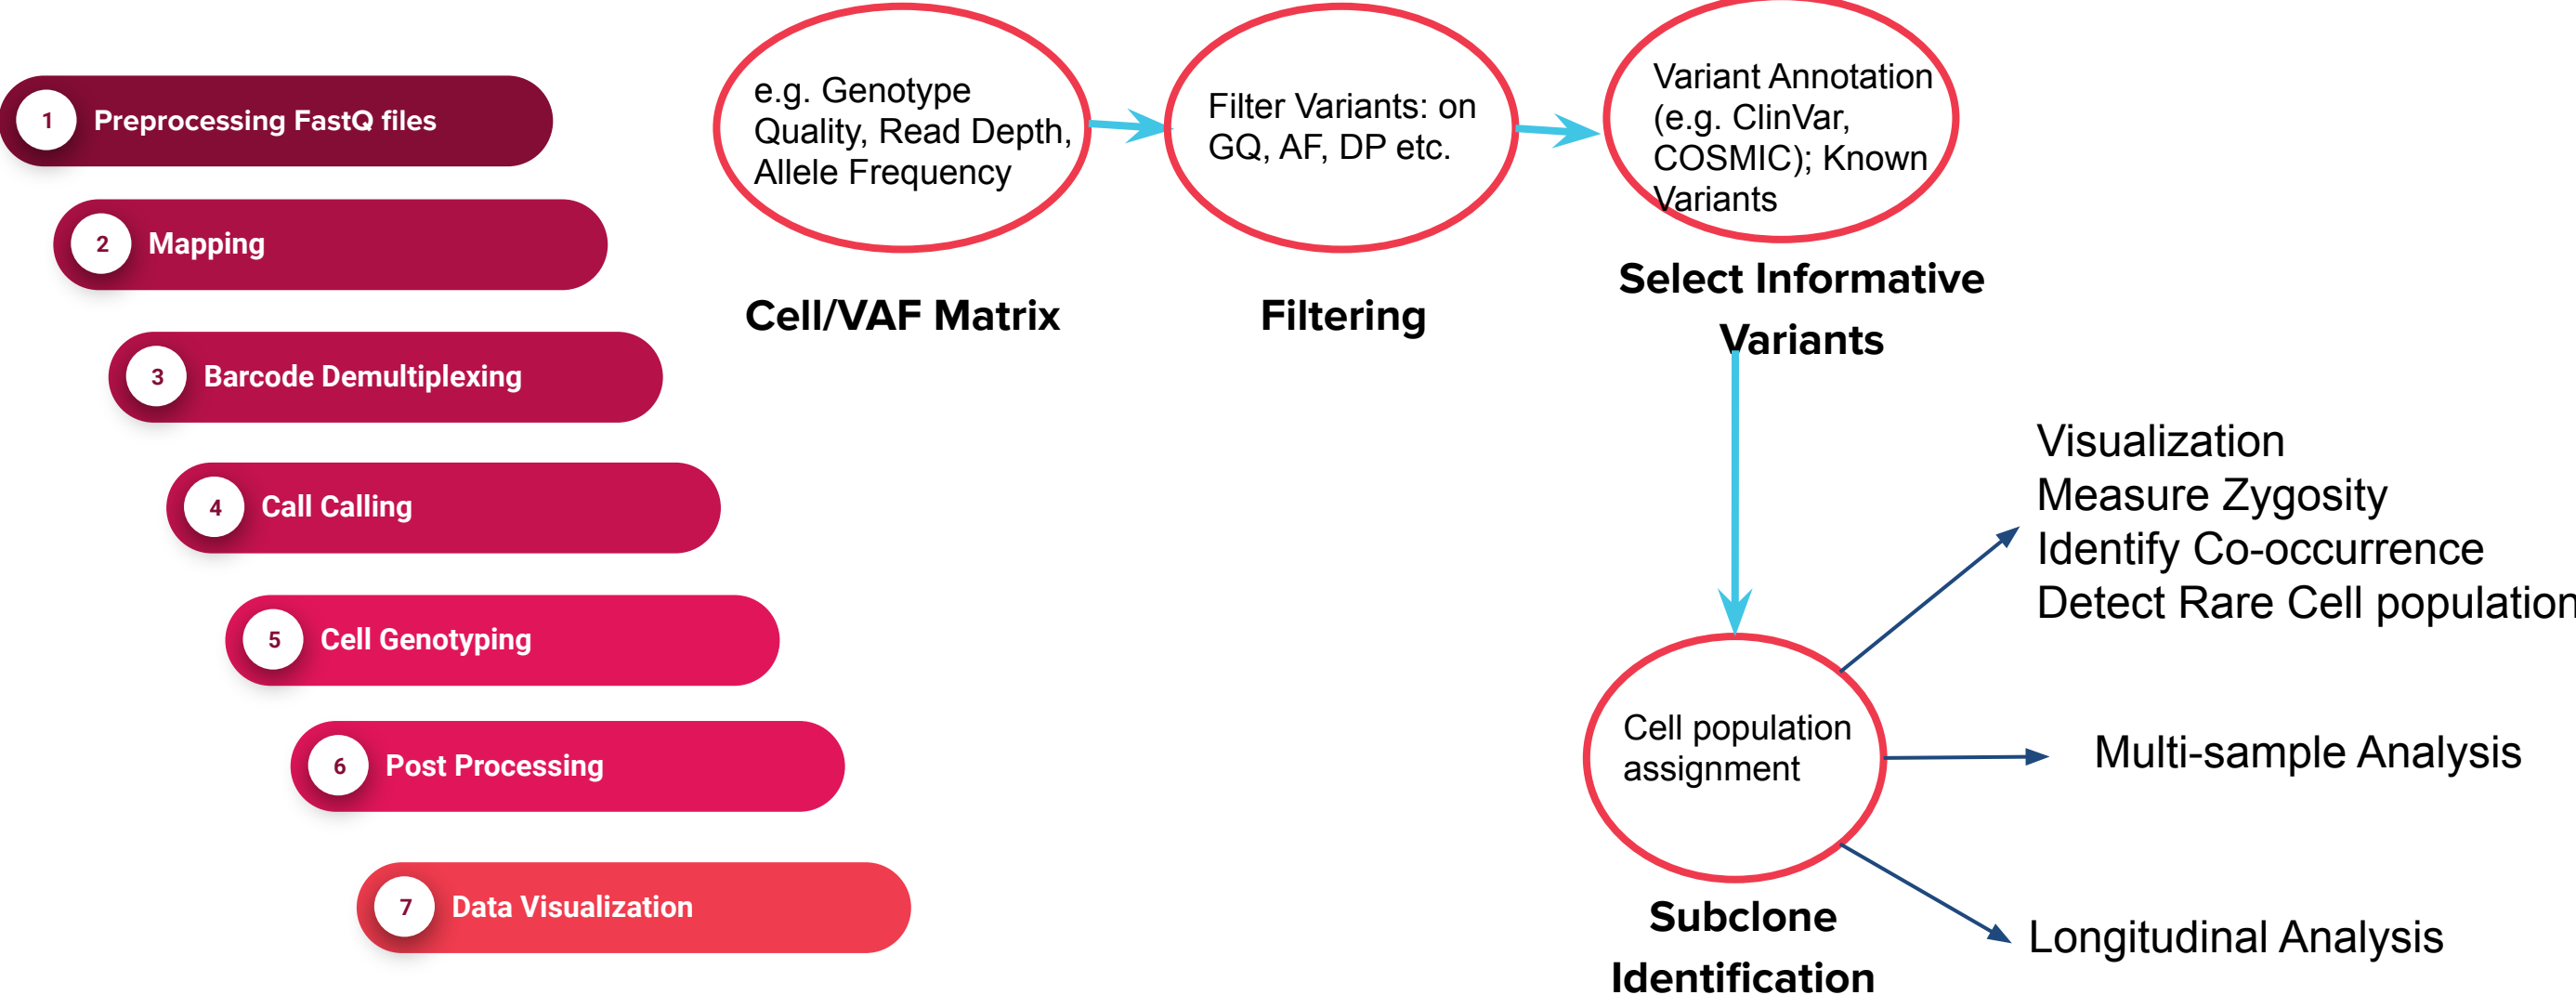 1 Preprocessing FastQ files
2 Mapping
3 Barcode Demultiplexing
4 Call Calling
5 Cell Genotyping
6 Post Processing
7 Data Visualization
e.g. Genotype
Quality, Read Depth,
Allele Frequency
Cell/VAF Matrix
Filter Variants: on
GQ, AF, DP etc.
Filtering
Variant Annotation
(e.g. ClinVar,
COSMIC); Known
Variants
Select Informative
Variants
Cell population
assignment
Subclone
Identification
Visualization
Measure Zygosity
Identify Co-occurrence
Detect Rare Cell population
Multi-sample Analysis
Longitudinal Analysis